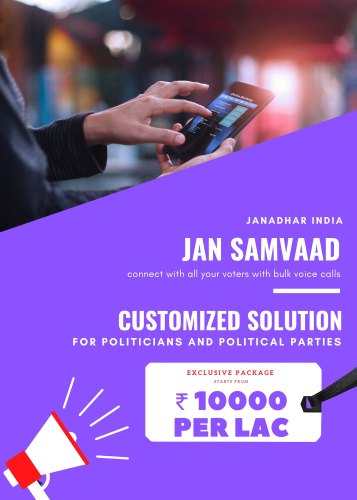 JANADHAR INDIA
JAN SAMVAAD
connect with all your voters with bulk voice calls
CUSTOMIZED SOLUTION
FOR POLITICIANS AND POLITICAL PARTIES
EXCLUSIVE PACKAGE
STARTS FROM
₹ 10000
PER LAC